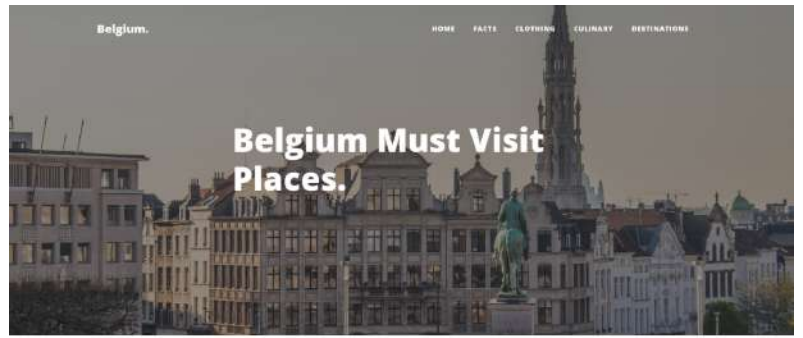 Belgium.
HOME FACTS CLOTHING CULINARY DESTINATIONS
Belgium Must Visit
Places.